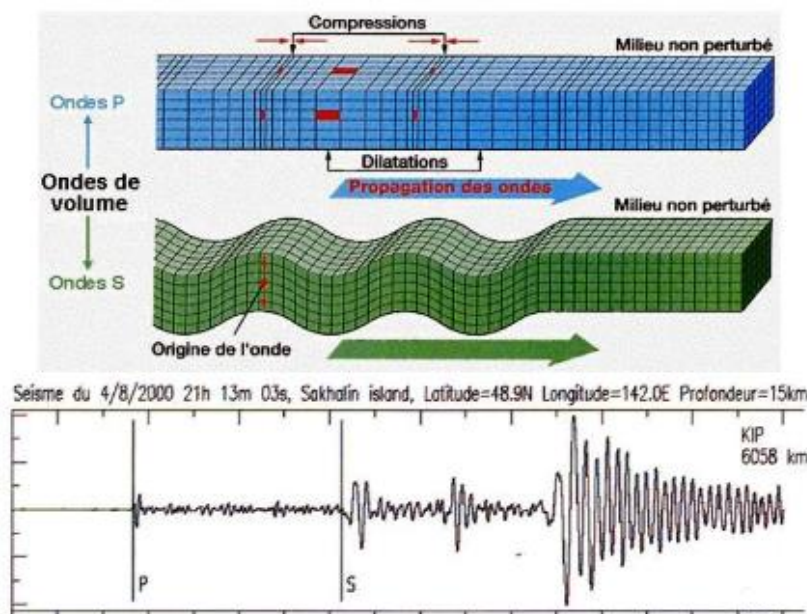 Compressions
Milieu non perturbé
Ondes P
Dilatations
Ondes de
volume
Propagation des ondes
Milieu non perturbé
Ondes S
Origine de l'onde
Seisme du 4/8/2000 21h 13m 03s, Sakhalin island, Latitude=48.9N Longitude=142.0E Profondeur=15km
KIP
6058 km
P
S